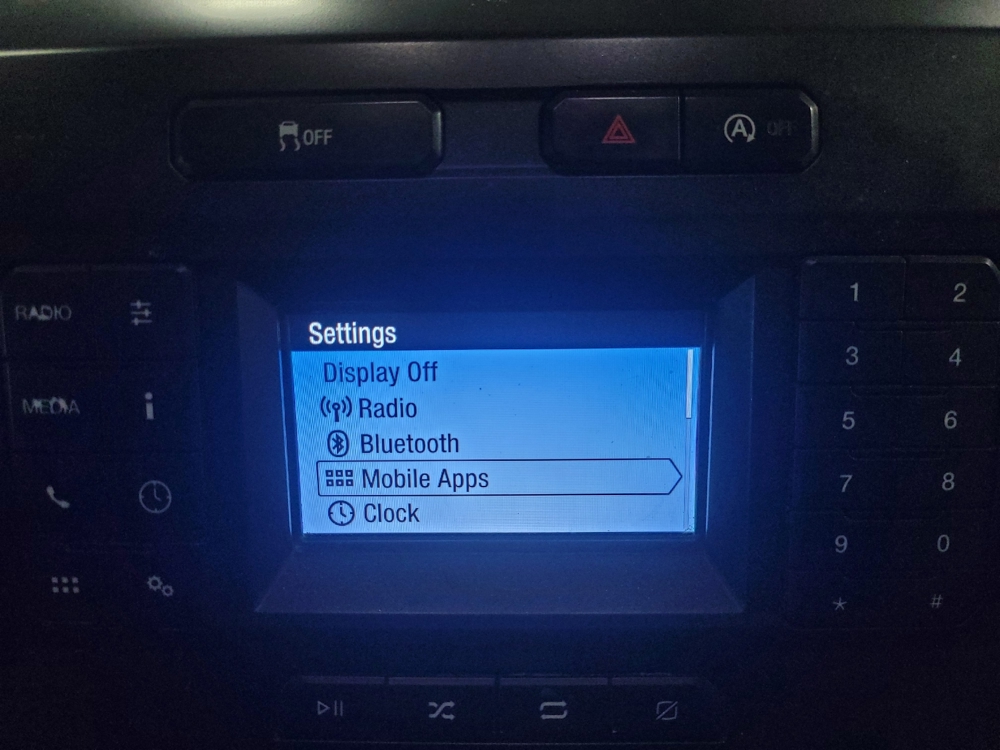 OFF
A OFF
RADIO
1 2
Settings
Display Off
Radio
3 4
MEDIA
Bluetooth
5 6
Mobile Apps
7 8
Clock
9 0
* #